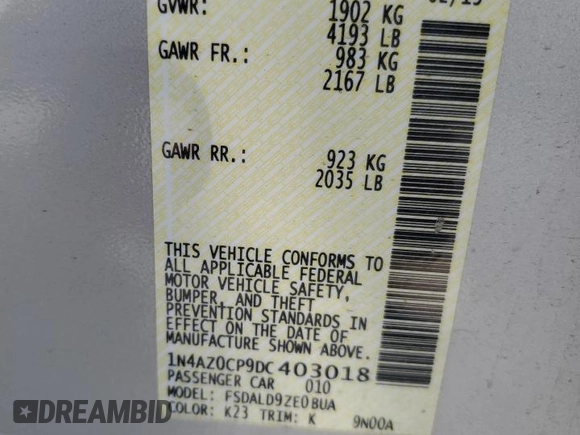 GVWR: 1902 KG
4193 LB
GAWR FR.: 983 KG
2167 LB
GAWR RR.: 923 KG
2035 LB
THIS VEHICLE CONFORMS TO
ALL APPLICABLE FEDERAL
MOTOR VEHICLE SAFETY,
BUMPER, AND THEFT
PREVENTION STANDARDS IN
EFFECT ON THE DATE OF
MANUFACTURE SHOWN ABOVE.
1N4AZ0CP9DC403018
PASSENGER CAR 010
MODEL: FSDALD9ZE0BUA
COLOR: K23 TRIM: K 9N00A
DC AUTOASTAT